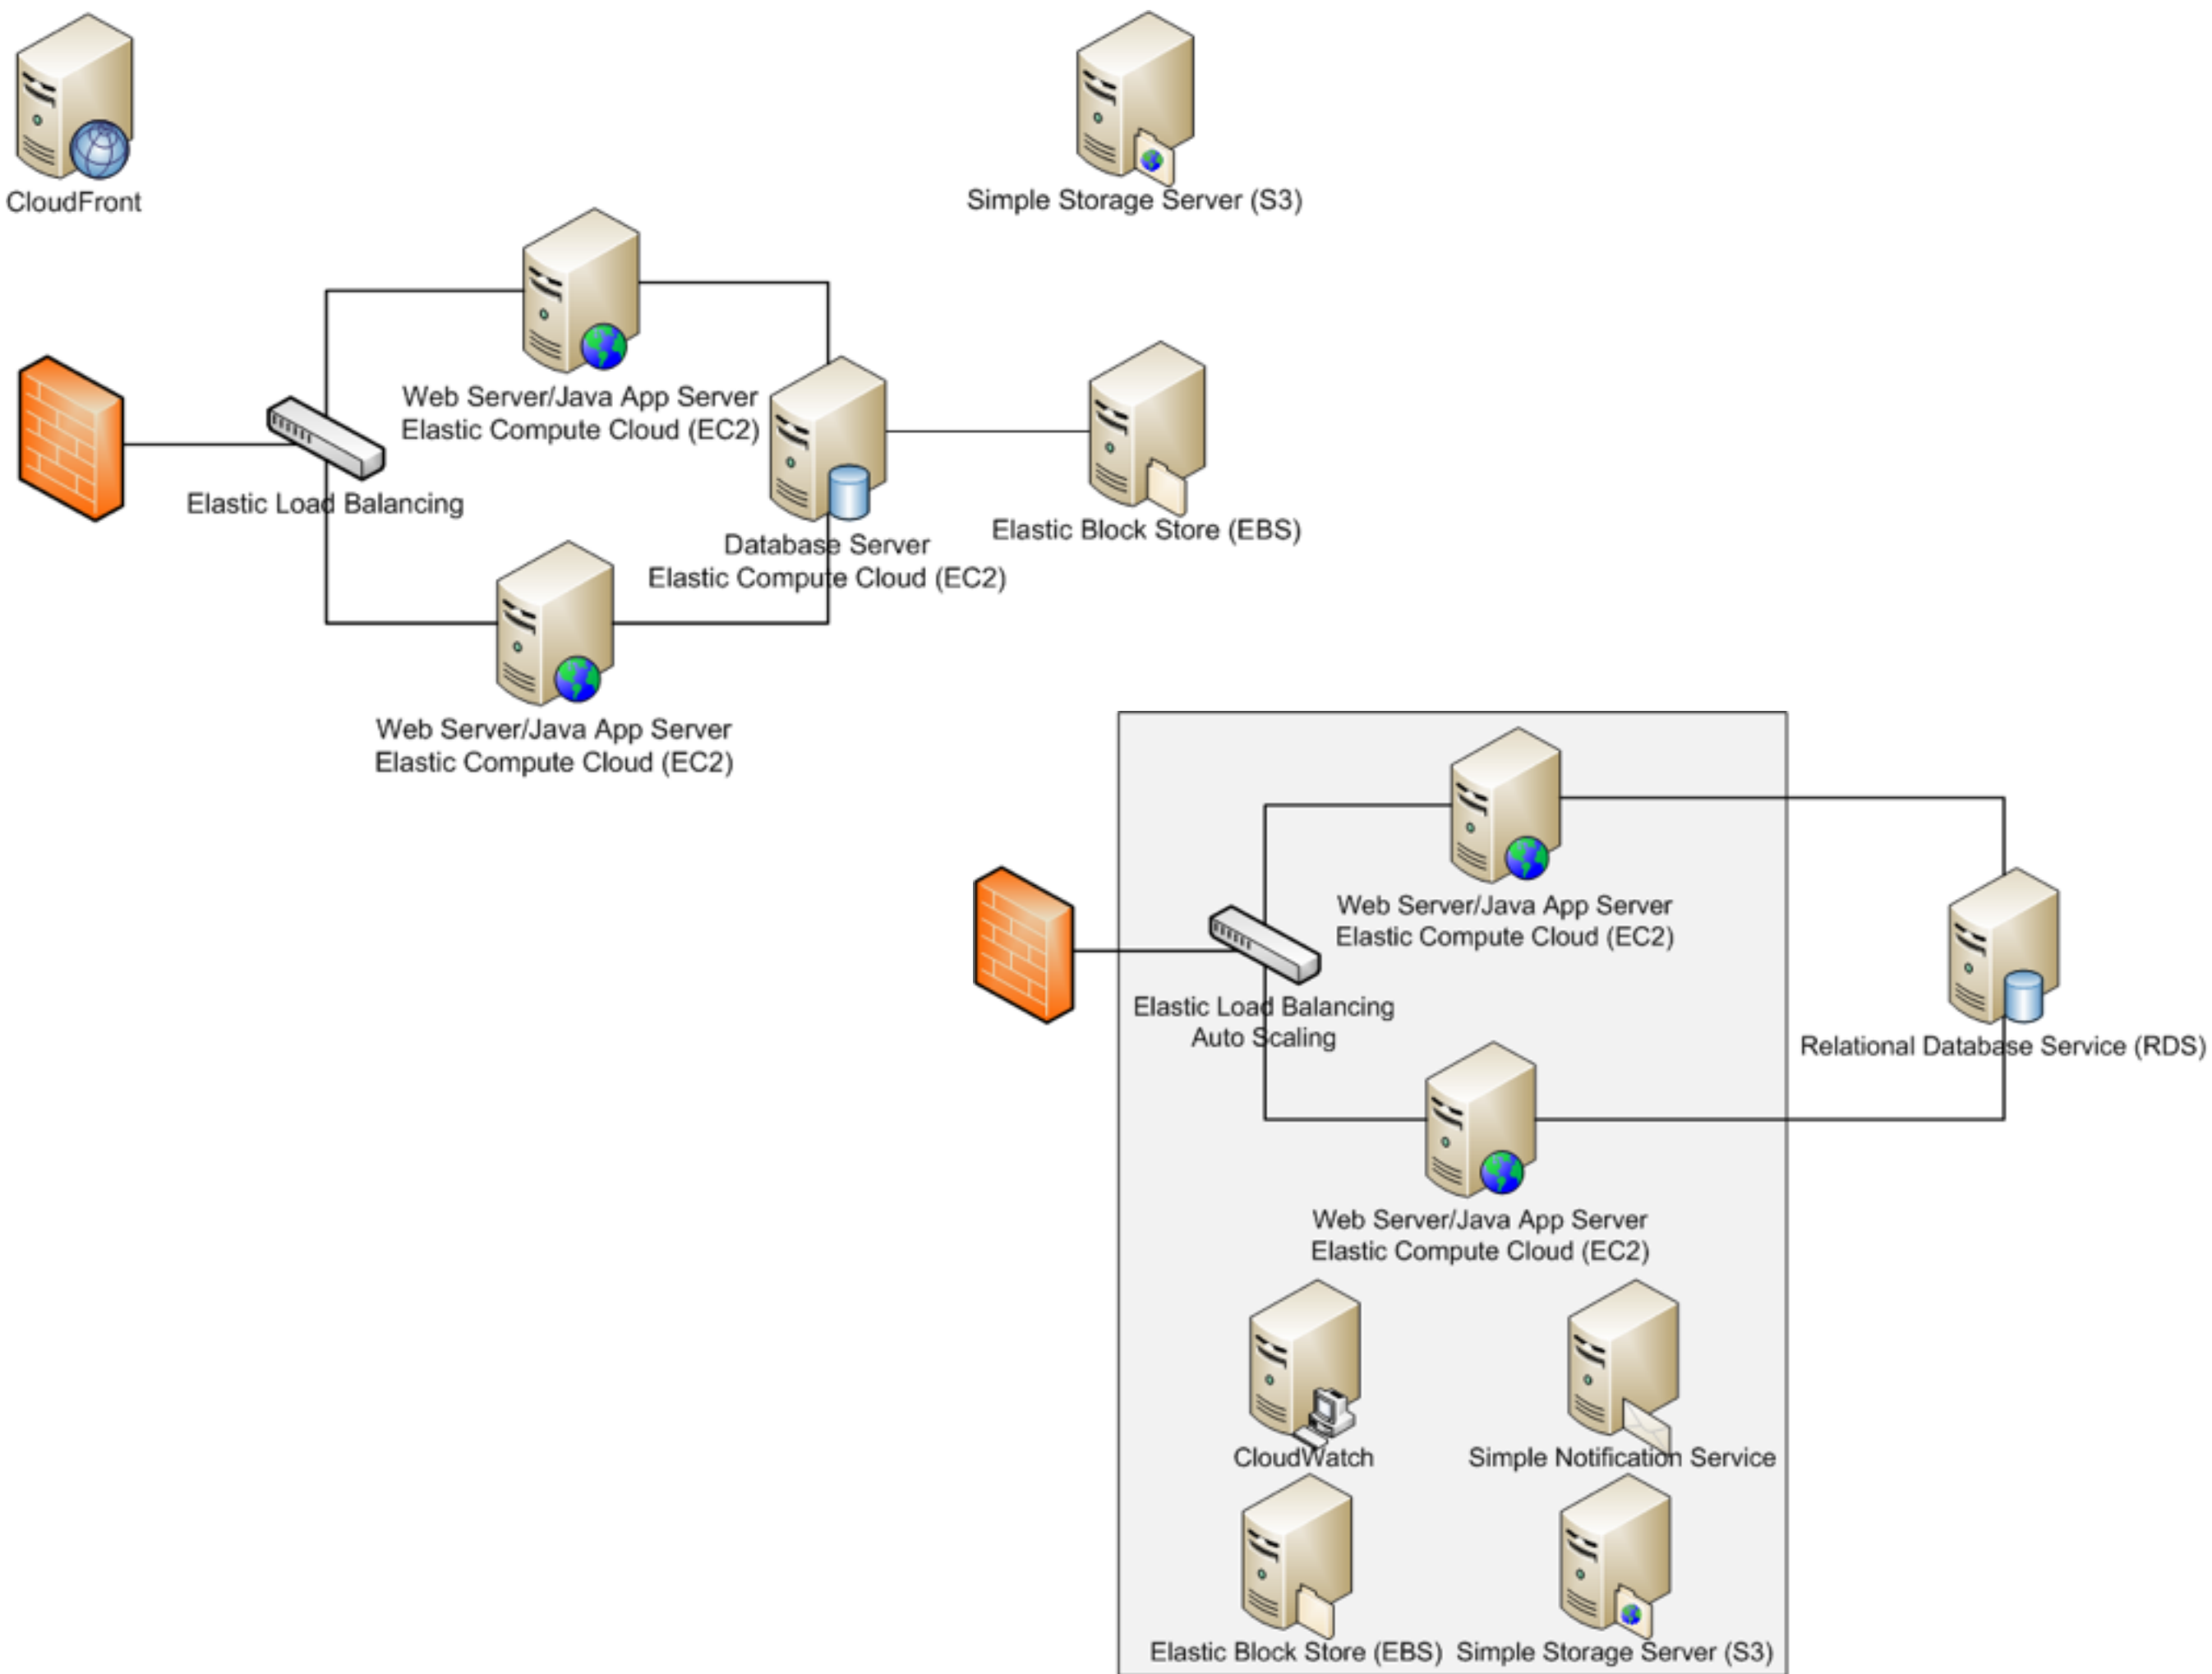 CloudFront
Simple Storage Server (S3)
Web Server/Java App Server
Elastic Compute Cloud (EC2)
Elastic Load Balancing
Database Server
Elastic Compute Cloud (EC2)
Elastic Block Store (EBS)
Web Server/Java App Server
Elastic Compute Cloud (EC2)
Web Server/Java App Server
Elastic Compute Cloud (EC2)
Elastic Load Balancing
Auto Scaling
Relational Database Service (RDS)
Web Server/Java App Server
Elastic Compute Cloud (EC2)
CloudWatch
Simple Notification Service
Elastic Block Store (EBS)
Simple Storage Server (S3)